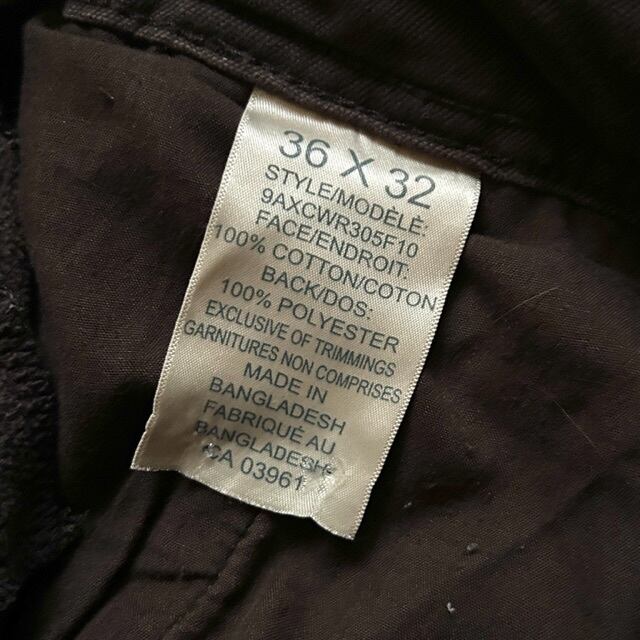 36 X 32
STYLE/MODÈLE:
9AXCWR305F10
FACE/ENDROIT:
100% COTTON/COTON
BACK/DOS:
100% POLYESTER
EXCLUSIVE OF TRIMMINGS
GARNITURES NON COMPRISES
MADE IN
BANGLADESH
FABRIQUÉ AU
BANGLADESH
CA 03961